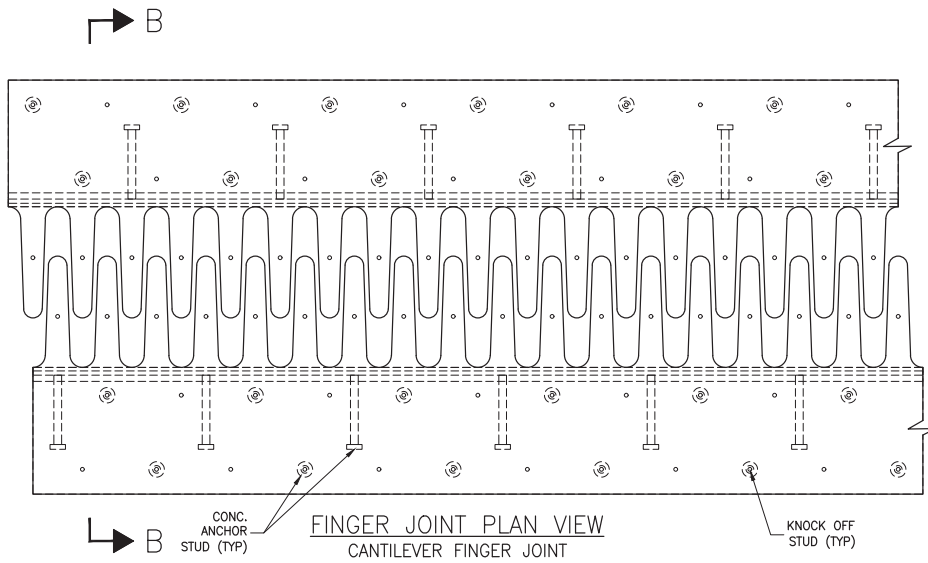 B
CONC.
ANCHOR
STUD (TYP)
FINGER JOINT PLAN VIEW
CANTILEVER FINGER JOINT
KNOCK OFF
STUD (TYP)
B